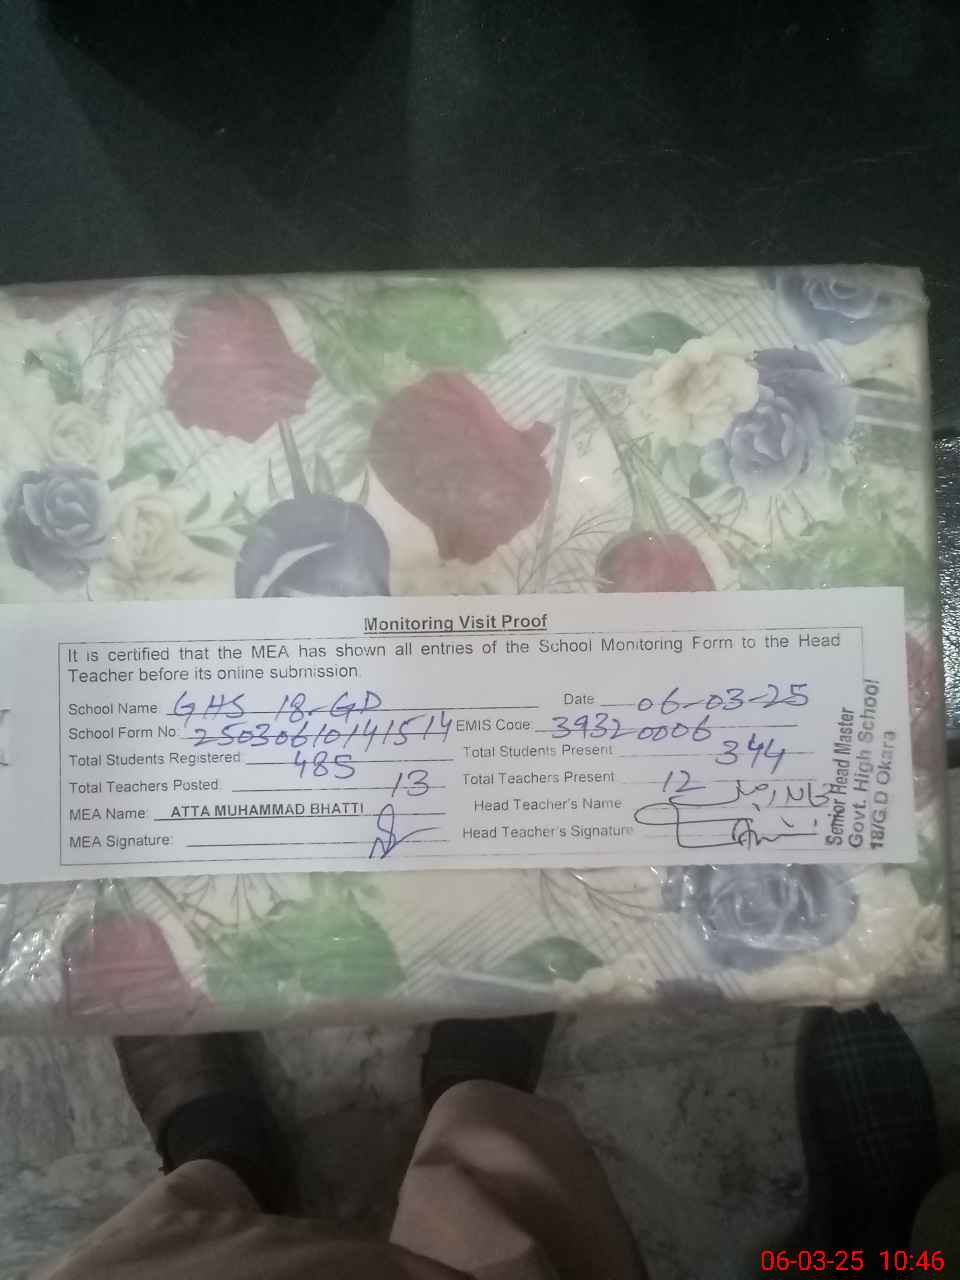 Monitoring Visit Proof
It is certified that the MEA has shown all entries of the School Monitoring Form to the Head
Teacher before its online submission.
School Name: GHS 18-GD Date 06-03-25
School Form No: 25030610141514 EMIS Code: 39320006
Total Students Registered: 485 Total Students Present 344
Total Teachers Posted: 13 Total Teachers Present 12
MEA Name: ATTA MUHAMMAD BHATTI Head Teacher's Name
MEA Signature: Head Teacher's Signature
Senior Head Master
Govt. High School
18/G.D Okara
06-03-25 10:46